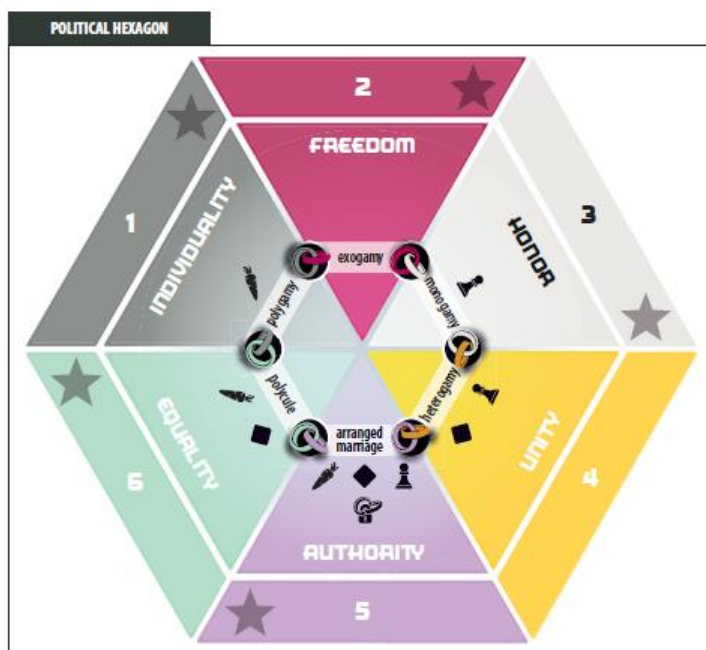 POLITICAL HEXAGON
2
FREEDOM
1
INDIVIDUALITY
3
HONOR
exogamy
polygamy
monogamy
polycule
heterogamy
arranged
marriage
EQUALITY
6
UNITY
4
1
AUTHORITY
5